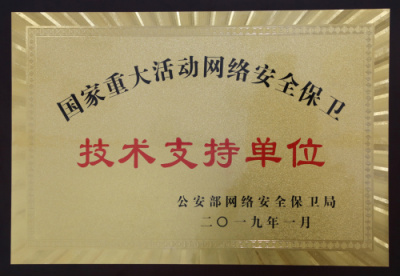 国家重大活动网络安全保卫
技术支持单位
公安部网络安全保卫局
二〇一九年一月